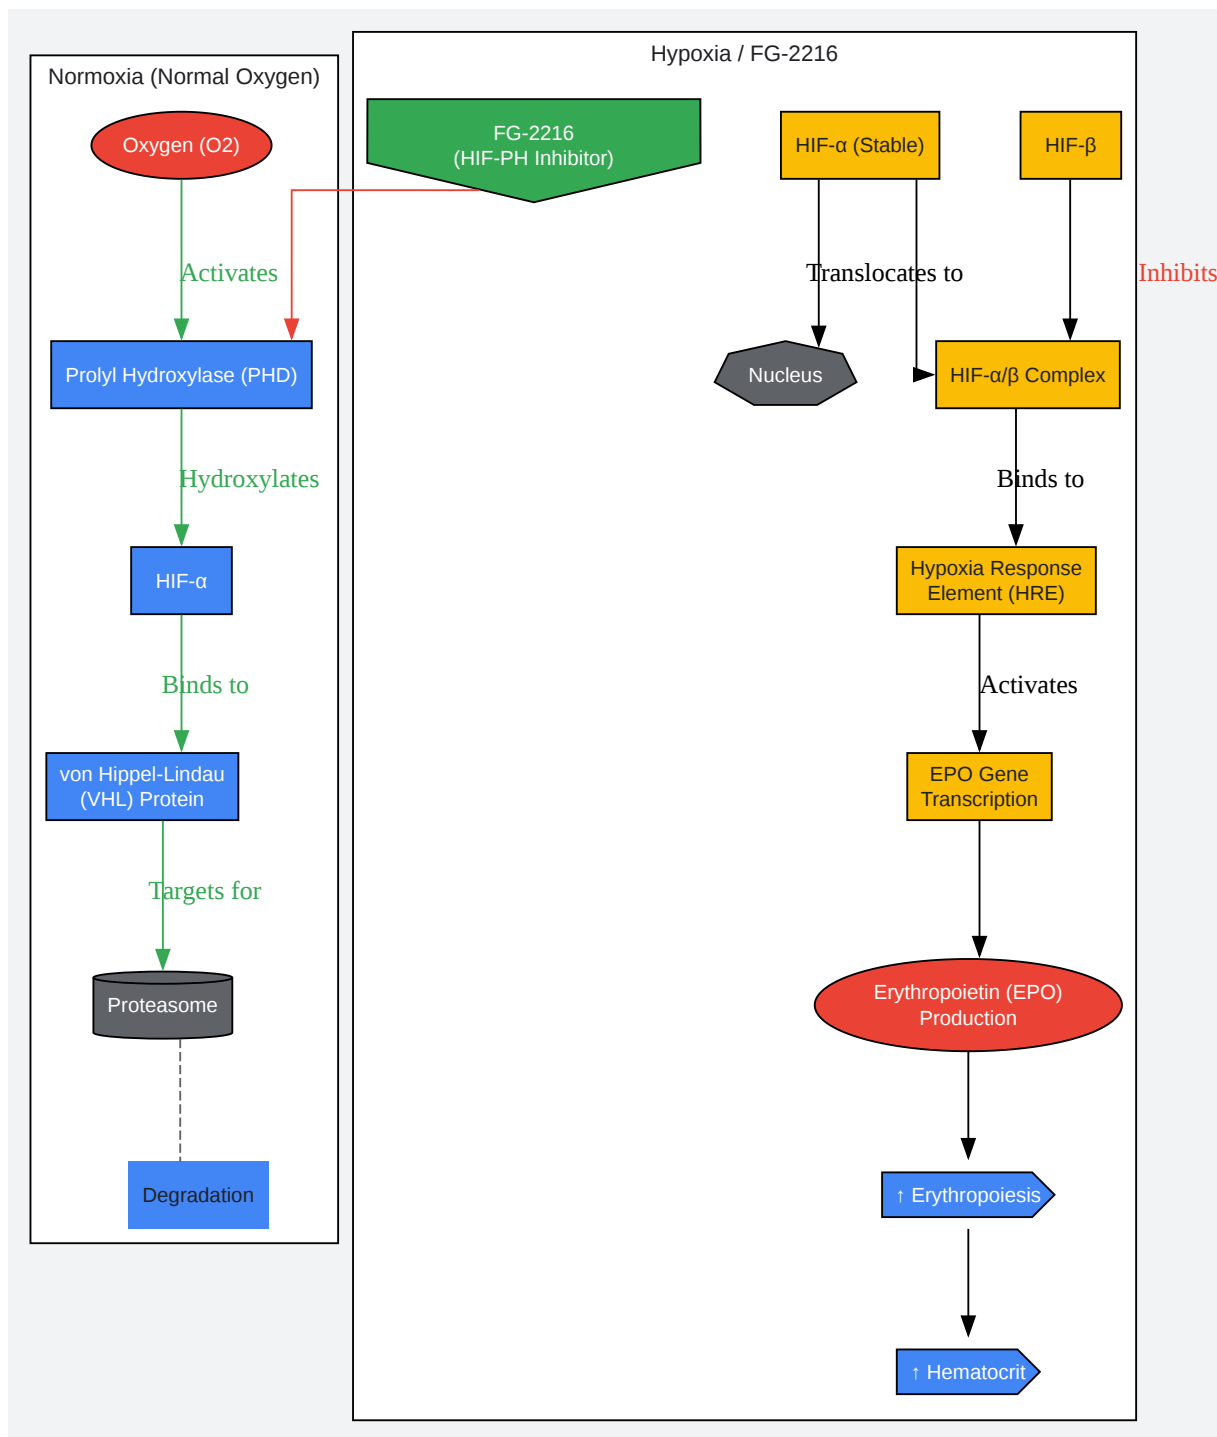 Normoxia (Normal Oxygen)
Oxygen (O2)
Activates
Prolyl Hydroxylase (PHD)
Hydroxylates
HIF-α
Binds to
von Hippel-Lindau
(VHL) Protein
Targets for
Proteasome
Degradation
Hypoxia / FG-2216
FG-2216
(HIF-PH Inhibitor)
HIF-α (Stable)
HIF-β
Translocates to
Inhibits
Nucleus
HIF-α/β Complex
Binds to
Hypoxia Response
Element (HRE)
Activates
EPO Gene
Transcription
Erythropoietin (EPO)
Production
↑ Erythropoiesis
↑ Hematocrit